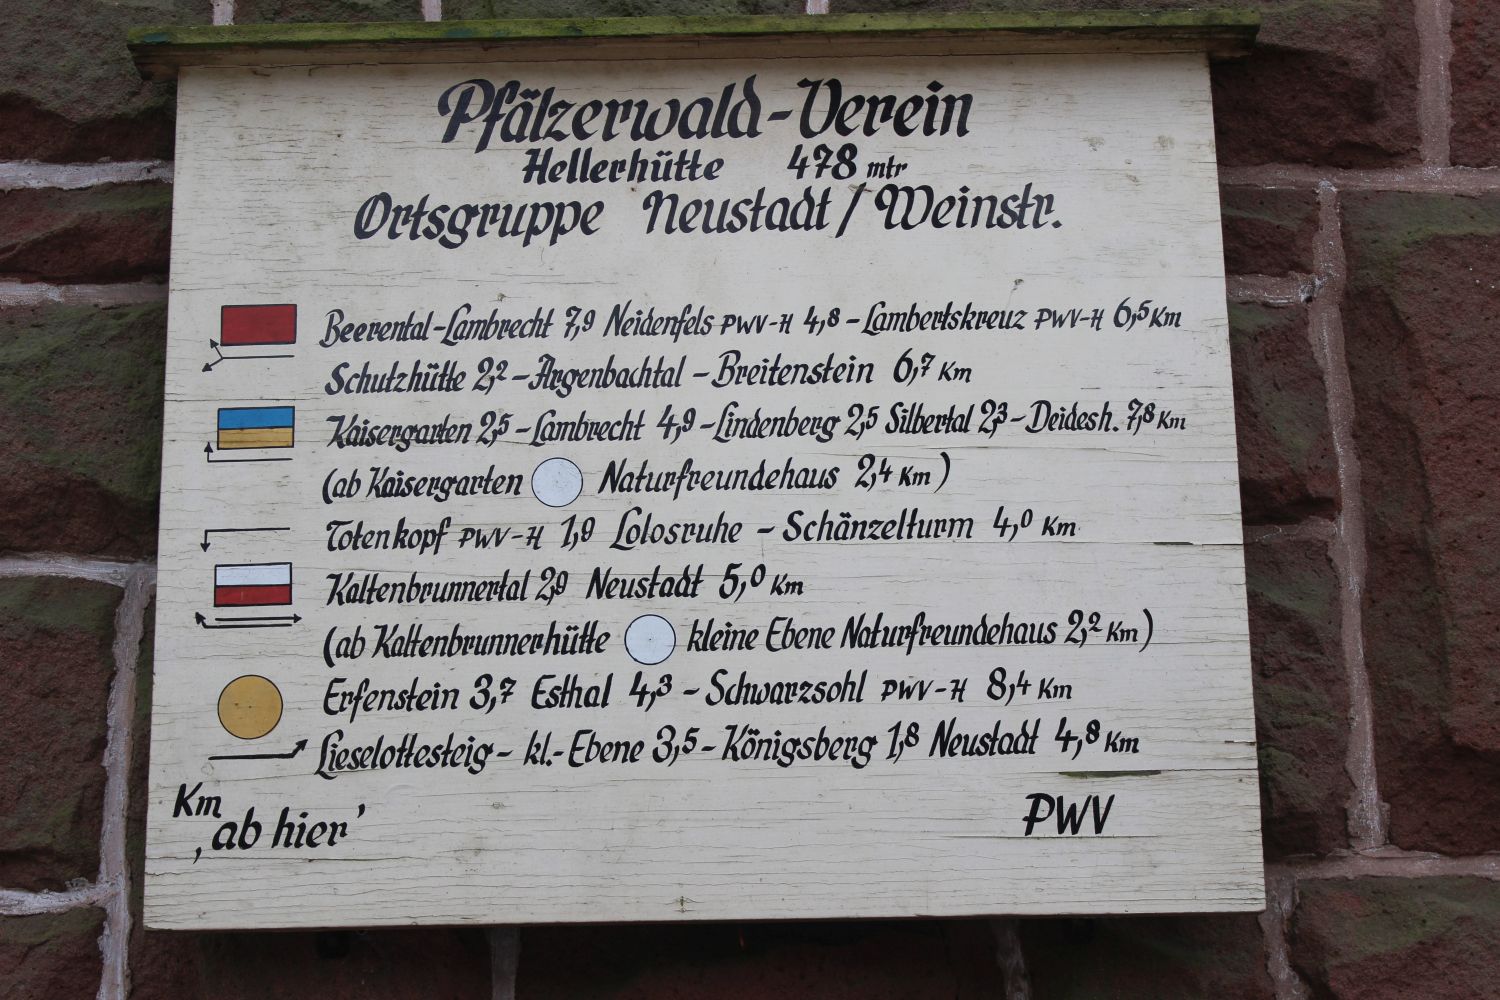 Pfälzerwald-Verein
Hellerhütte 478 mtr
Ortsgruppe Neustadt/Weinstr.
Beerental-Lambrecht 7,9 Neidenfels PWV-H 4,8-Lambertskreuz PWV-H 6,5 Km
Schutzhütte 2,2-Argenbachtal-Breitenstein 6,7 Km
Kaisergarten 2,5-Lambrecht 4,9-Lindenberg 2,5 Silbertal 2,3-Deidesh. 7,8 Km
(ab Kaisergarten Naturfreundehaus 2,4 Km)
Totenkopf PWV-H 1,9 Lolosruhe - Schänzelturm 4,0 Km
Kaltenbrunnertal 2,9 Neustadt 5,0 Km
(ab Kaltenbrunnerhütte kleine Ebene Naturfreundehaus 2,2 Km)
Erfenstein 3,7 Esthal 4,3 - Schwarzsohl PWV-H 8,4 Km
Lieselottesteig - kl.-Ebene 3,5-Königsberg 1,8 Neustadt 4,8 Km
Km
‚ab hier’
PWV